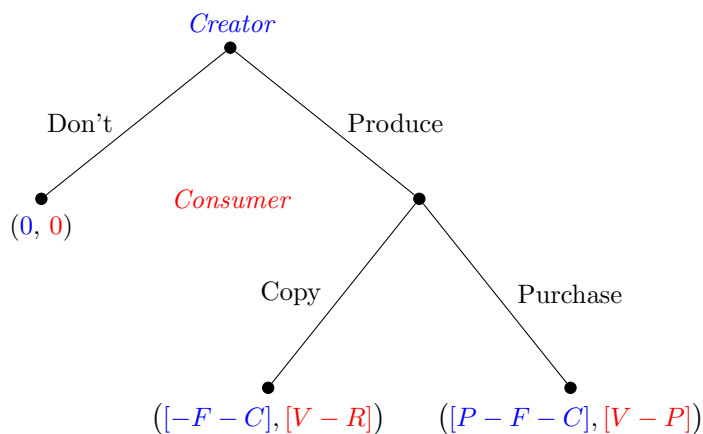 Creator
Don't
Produce
Consumer
(0, 0)
Copy
Purchase
([−F − C], [V − R])
([P − F − C], [V − P])